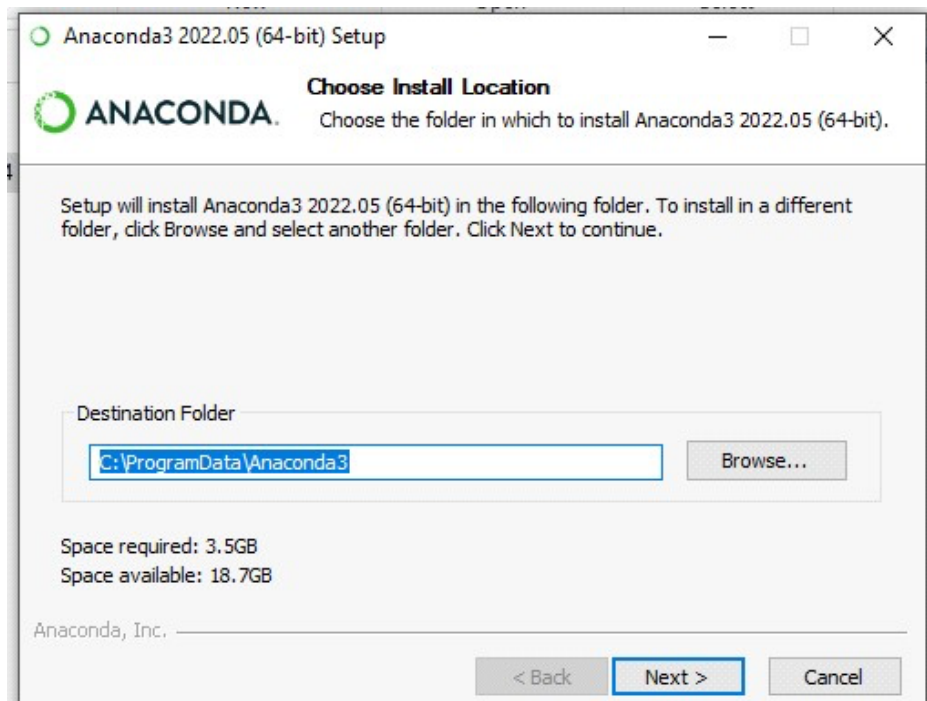 Anaconda3 2022.05 (64-bit) Setup
ANACONDA.
Choose Install Location
Choose the folder in which to install Anaconda3 2022.05 (64-bit).
Setup will install Anaconda3 2022.05 (64-bit) in the following folder. To install in a different
folder, click Browse and select another folder. Click Next to continue.
Destination Folder
C:\ProgramData\Anaconda3
Browse...
Space required: 3.5GB
Space available: 18.7GB
Anaconda, Inc.
< Back
Next >
Cancel